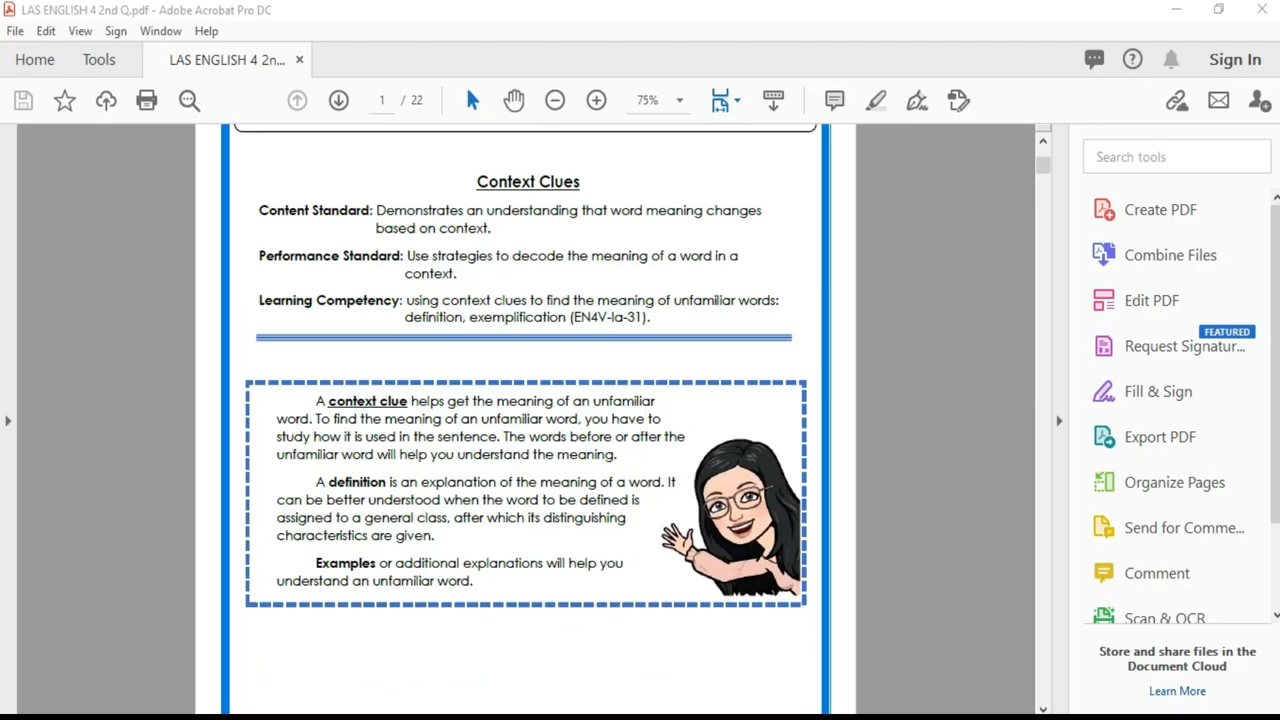 LAS ENGLISH 4 2nd Q.pdf - Adobe Acrobat Pro DC
File Edit View Sign Window Help
Home Tools LAS ENGLISH 4 2n... × Sign In
1 / 22 75%
Context Clues
Content Standard: Demonstrates an understanding that word meaning changes
based on context.
Performance Standard: Use strategies to decode the meaning of a word in a
context.
Learning Competency: using context clues to find the meaning of unfamiliar words:
definition, exemplification (EN4V-Ia-31).
A context clue helps get the meaning of an unfamiliar
word. To find the meaning of an unfamiliar word, you have to
study how it is used in the sentence. The words before or after the
unfamiliar word will help you understand the meaning.
A definition is an explanation of the meaning of a word. It
can be better understood when the word to be defined is
assigned to a general class, after which its distinguishing
characteristics are given.
Examples or additional explanations will help you
understand an unfamiliar word.
Search tools
Create PDF
Combine Files
Edit PDF
FEATURED
Request Signatur...
Fill & Sign
Export PDF
Organize Pages
Send for Comme...
Comment
Scan & OCR
Store and share files in the
Document Cloud
Learn More